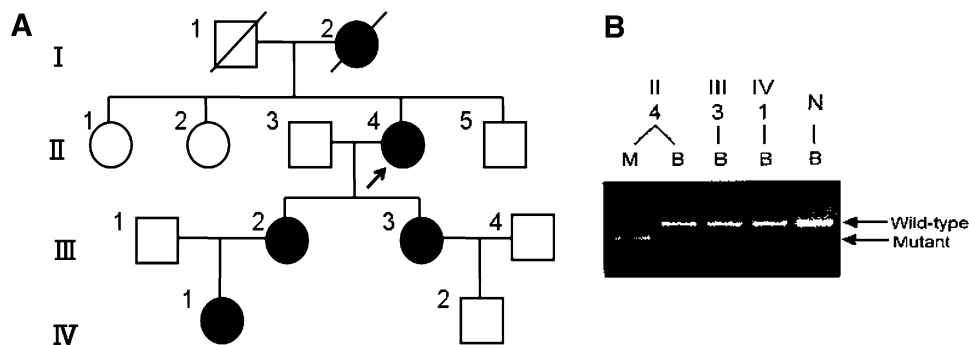 A
I
1 2
II
1 2 3 4 5
III
1 2 3 4
IV
1 2
B
II III IV
4 3 1 N
M B B B B
Wild-type
Mutant